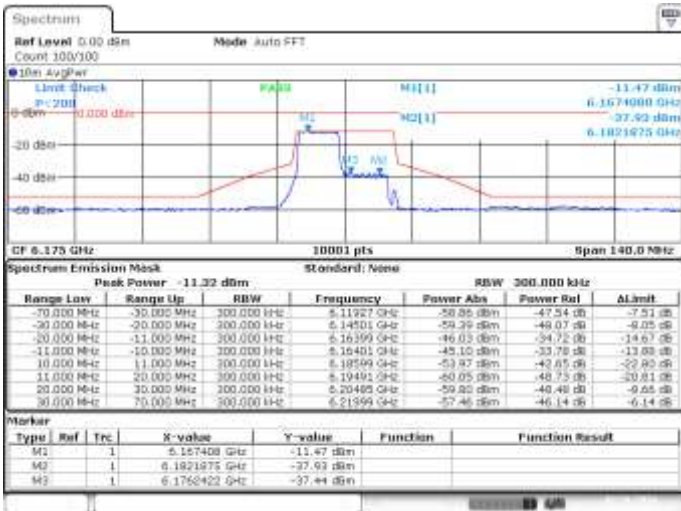 Spectrum
Ref Level 0.00 dBm Mode Auto FFT
Count 100/100
1Rm AvgPwr
Limit Check PASS M1[1] -11.47 dBm
P<200 6.1674080 GHz
0 dBm 0.000 dBm M1 M2[1] -37.93 dBm
6.1821875 GHz
-20 dBm
M3 M2
-40 dBm
-60 dBm
CF 6.175 GHz 10001 pts Span 140.0 MHz
Spectrum Emission Mask Standard: None
Peak Power -11.32 dBm RBW 300.000 kHz
Range Low Range Up RBW Frequency Power Abs Power Rel ΔLimit
-70.000 MHz -30.000 MHz 300.000 kHz 6.11927 GHz -58.86 dBm -47.54 dB -7.51 dB
-30.000 MHz -20.000 MHz 300.000 kHz 6.14501 GHz -59.39 dBm -48.07 dB -8.05 dB
-20.000 MHz -11.000 MHz 300.000 kHz 6.16399 GHz -46.03 dBm -34.72 dB -14.67 dB
-11.000 MHz -10.000 MHz 300.000 kHz 6.16401 GHz -45.10 dBm -33.78 dB -13.88 dB
10.000 MHz 11.000 MHz 300.000 kHz 6.18599 GHz -53.97 dBm -42.65 dB -22.80 dB
11.000 MHz 20.000 MHz 300.000 kHz 6.19491 GHz -60.05 dBm -48.73 dB -20.81 dB
20.000 MHz 30.000 MHz 300.000 kHz 6.20485 GHz -59.80 dBm -48.48 dB -8.66 dB
30.000 MHz 70.000 MHz 300.000 kHz 6.21999 GHz -57.46 dBm -46.14 dB -6.14 dB
Marker
Type Ref Trc X-value Y-value Function Function Result
M1 1 6.167408 GHz -11.47 dBm
M2 1 6.1821875 GHz -37.93 dBm
M3 1 6.1762422 GHz -37.44 dBm